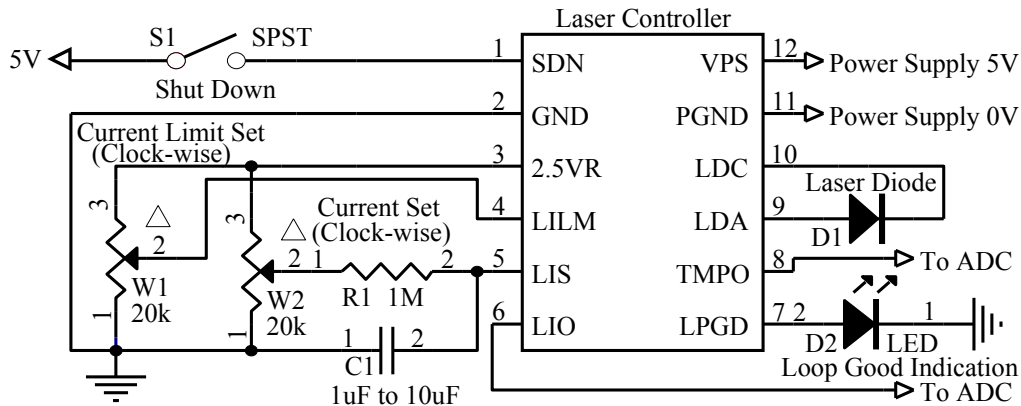 Laser Controller
5V
S1
SPST
Shut Down
1
SDN
VPS
12
Power Supply 5V
2
GND
PGND
11
Power Supply 0V
Current Limit Set
(Clock-wise)
3
2.5VR
LDC
10
Laser Diode
3
2
W1
20k
1
3
Current Set
(Clock-wise)
4
LILM
LDA
9
D1
2
W2
20k
1
1
R1
1M
2
5
LIS
TMPO
8
To ADC
6
LIO
LPGD
7
2
D2
LED
1
Loop Good Indication
1
C1
2
1uF to 10uF
To ADC